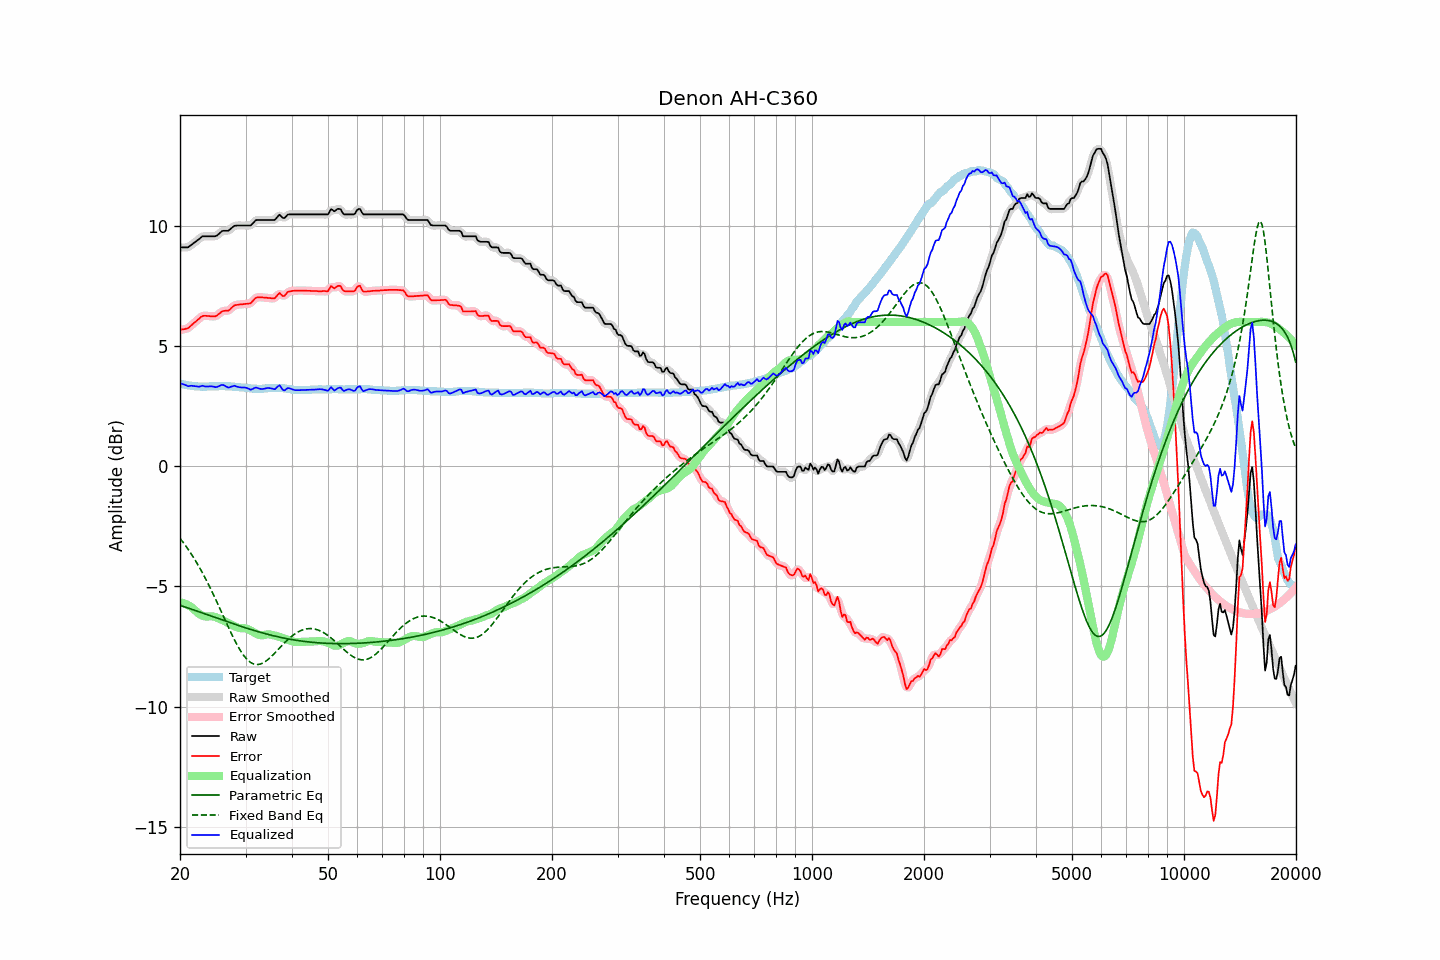 Denon AH-C360
Amplitude (dBr)
10
5
0
−5
−10
−15
Target
Raw Smoothed
Error Smoothed
Raw
Error
Equalization
Parametric Eq
Fixed Band Eq
Equalized
20 50 100 200 500 1000 2000 5000 10000 20000
Frequency (Hz)